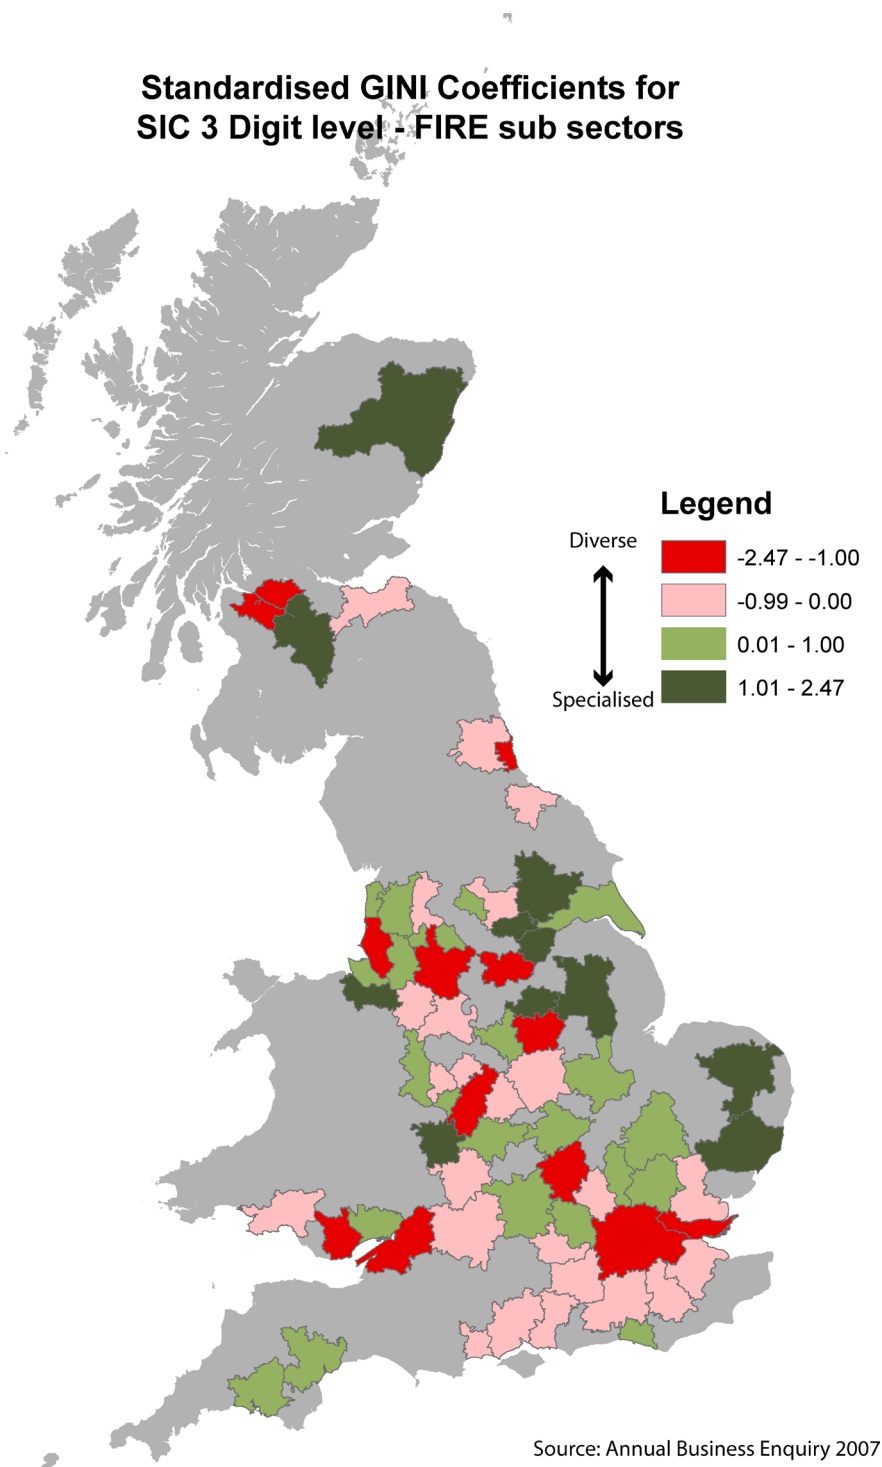 Standardised GINI Coefficients for
SIC 3 Digit level - FIRE sub sectors
Legend
Diverse
-2.47 - -1.00
-0.99 - 0.00
0.01 - 1.00
1.01 - 2.47
Specialised
Source: Annual Business Enquiry 2007